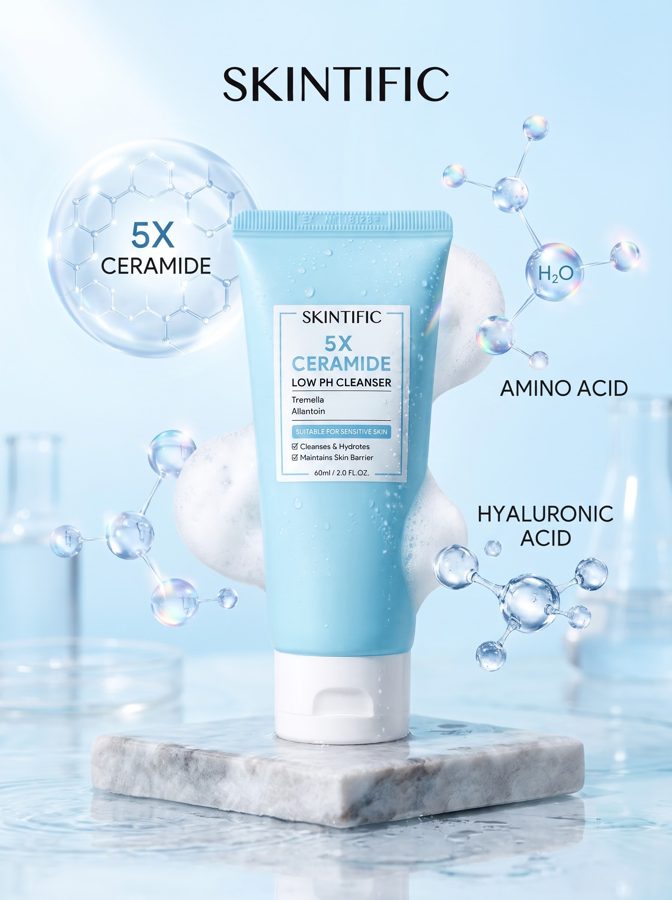 SKINTIFIC
5X
CERAMIDE
H₂O
AMINO ACID
SKINTIFIC
5X
CERAMIDE
LOW PH CLEANSER
Tremella
Allantoin
SUITABLE FOR SENSITIVE SKIN
☑ Cleanses & Hydrotes
☑ Maintains Skin Barrier
60ml / 2.0 FL.OZ.
HYALURONIC
ACID